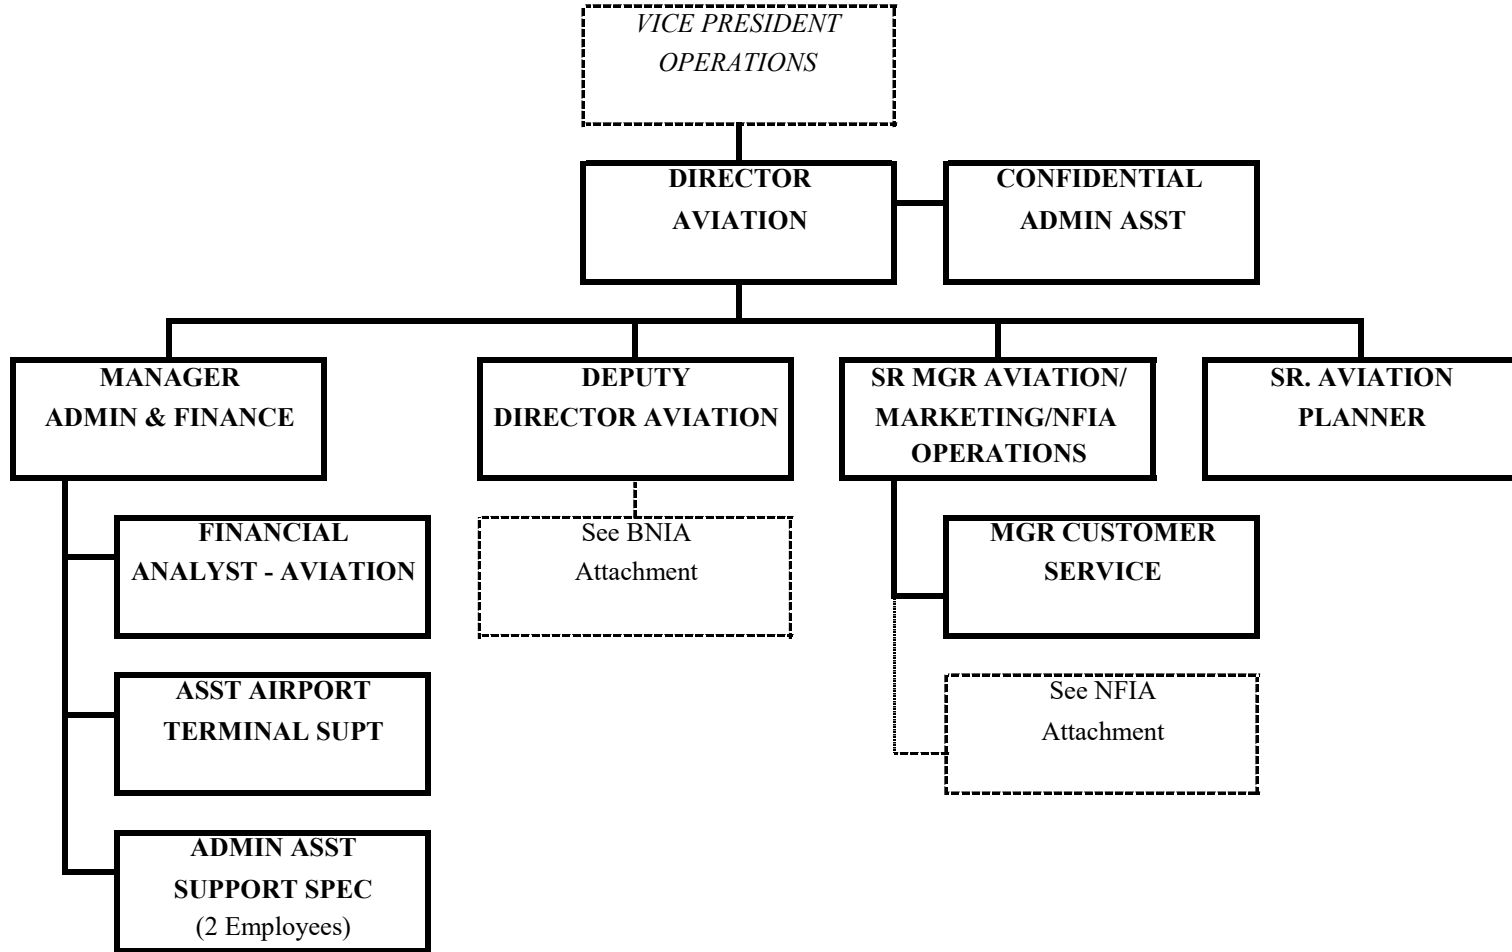 VICE PRESIDENT
OPERATIONS
DIRECTOR
AVIATION
CONFIDENTIAL
ADMIN ASST
MANAGER
ADMIN & FINANCE
DEPUTY
DIRECTOR AVIATION
SR MGR AVIATION/
MARKETING/NFIA
OPERATIONS
SR. AVIATION
PLANNER
FINANCIAL
ANALYST - AVIATION
See BNIA
Attachment
MGR CUSTOMER
SERVICE
ASST AIRPORT
TERMINAL SUPT
See NFIA
Attachment
ADMIN ASST
SUPPORT SPEC
(2 Employees)